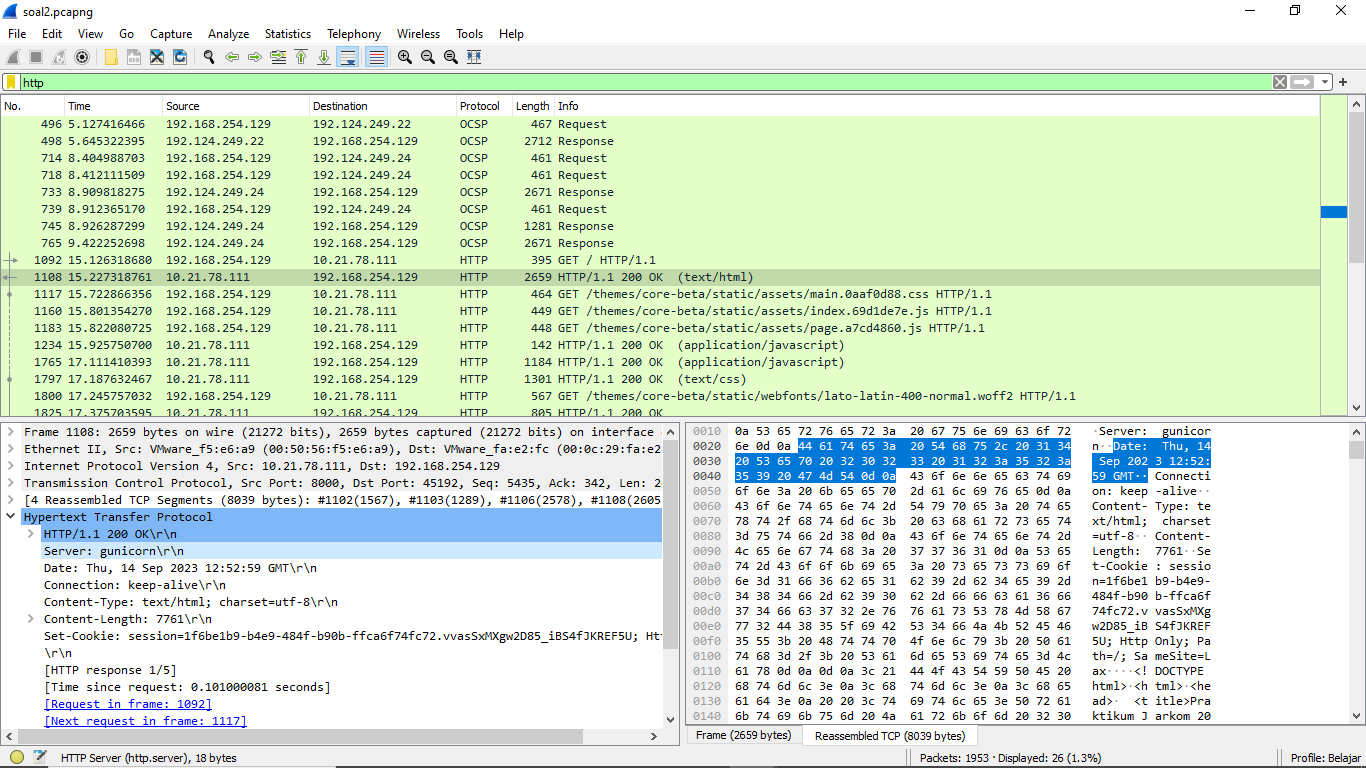 soal2.pcapng
File Edit View Go Capture Analyze Statistics Telephony Wireless Tools Help
http
No. Time Source Destination Protocol Length Info
496 5.127416466 192.168.254.129 192.124.249.22 OCSP 467 Request
498 5.645322395 192.124.249.22 192.168.254.129 OCSP 2712 Response
714 8.404988703 192.168.254.129 192.124.249.24 OCSP 461 Request
718 8.412111509 192.168.254.129 192.124.249.24 OCSP 461 Request
733 8.909818275 192.124.249.24 192.168.254.129 OCSP 2671 Response
739 8.912365170 192.168.254.129 192.124.249.24 OCSP 461 Request
745 8.926287299 192.124.249.24 192.168.254.129 OCSP 1281 Response
765 9.422252698 192.124.249.24 192.168.254.129 OCSP 2671 Response
1092 15.126318680 192.168.254.129 10.21.78.111 HTTP 395 GET / HTTP/1.1
1108 15.227318761 10.21.78.111 192.168.254.129 HTTP 2659 HTTP/1.1 200 OK (text/html)
1117 15.722866356 192.168.254.129 10.21.78.111 HTTP 464 GET /themes/core-beta/static/assets/main.0aaf0d88.css HTTP/1.1
1160 15.801354270 192.168.254.129 10.21.78.111 HTTP 449 GET /themes/core-beta/static/assets/index.69d1de7e.js HTTP/1.1
1183 15.822080725 192.168.254.129 10.21.78.111 HTTP 448 GET /themes/core-beta/static/assets/page.a7cd4860.js HTTP/1.1
1234 15.925750700 10.21.78.111 192.168.254.129 HTTP 142 HTTP/1.1 200 OK (application/javascript)
1765 17.111410393 10.21.78.111 192.168.254.129 HTTP 1184 HTTP/1.1 200 OK (application/javascript)
1797 17.187632467 10.21.78.111 192.168.254.129 HTTP 1301 HTTP/1.1 200 OK (text/css)
1800 17.245757032 192.168.254.129 10.21.78.111 HTTP 567 GET /themes/core-beta/static/webfonts/lato-latin-400-normal.woff2 HTTP/1.1
1825 17.375703595 10.21.78.111 192.168.254.129 HTTP 805 HTTP/1.1 200 OK
Frame 1108: 2659 bytes on wire (21272 bits), 2659 bytes captured (21272 bits) on interface
Ethernet II, Src: VMware_f5:e6:a9 (00:50:56:f5:e6:a9), Dst: VMware_fa:e2:fc (00:0c:29:fa:e2
Internet Protocol Version 4, Src: 10.21.78.111, Dst: 192.168.254.129
Transmission Control Protocol, Src Port: 8000, Dst Port: 45192, Seq: 5435, Ack: 342, Len: 2
[4 Reassembled TCP Segments (8039 bytes): #1102(1567), #1103(1289), #1106(2578), #1108(2605
Hypertext Transfer Protocol
HTTP/1.1 200 OK\r\n
Server: gunicorn\r\n
Date: Thu, 14 Sep 2023 12:52:59 GMT\r\n
Connection: keep-alive\r\n
Content-Type: text/html; charset=utf-8\r\n
Content-Length: 7761\r\n
Set-Cookie: session=1f6be1b9-b4e9-484f-b90b-ffca6f74fc72.vvasSxMXgw2D85_iBS4fJKREF5U; Htt
\r\n
[HTTP response 1/5]
[Time since request: 0.101000081 seconds]
[Request in frame: 1092]
[Next request in frame: 1117]
0010 0a 53 65 72 76 65 72 3a 20 67 75 6e 69 63 6f 72 ·Server: gunicor
0020 6e 0d 0a 44 61 74 65 3a 20 54 68 75 2c 20 31 34 n··Date: Thu, 14
0030 20 53 65 70 20 32 30 32 33 20 31 32 3a 35 32 3a Sep 202 3 12:52:
0040 35 39 20 47 4d 54 0d 0a 43 6f 6e 6e 65 63 74 69 59 GMT·· Connecti
0050 6f 6e 3a 20 6b 65 65 70 2d 61 6c 69 76 65 0d 0a on: keep -alive··
0060 43 6f 6e 74 65 6e 74 2d 54 79 70 65 3a 20 74 65 Content- Type: te
0070 78 74 2f 68 74 6d 6c 3b 20 63 68 61 72 73 65 74 xt/html; charset
0080 3d 75 74 66 2d 38 0d 0a 43 6f 6e 74 65 6e 74 2d =utf-8·· Content-
0090 4c 65 6e 67 74 68 3a 20 37 37 36 31 0d 0a 53 65 Length: 7761··Se
00a0 74 2d 43 6f 6f 6b 69 65 3a 20 73 65 73 73 69 6f t-Cookie : sessio
00b0 6e 3d 31 66 36 62 65 31 62 39 2d 62 34 65 39 2d n=1f6be1 b9-b4e9-
00c0 34 38 34 66 2d 62 39 30 62 2d 66 66 63 61 36 66 484f-b90 b-ffca6f
00d0 37 34 66 63 37 32 2e 76 76 61 73 53 78 4d 58 67 74fc72.v vasSxMXg
00e0 77 32 44 38 35 5f 69 42 53 34 66 4a 4b 52 45 46 w2D85_iB S4fJKREF
00f0 35 55 3b 20 48 74 74 70 4f 6e 6c 79 3b 20 50 61 5U; Http Only; Pa
0100 74 68 3d 2f 3b 20 53 61 6d 65 53 69 74 65 3d 4c th=/; Sa meSite=L
0110 61 78 0d 0a 0d 0a 3c 21 44 4f 43 54 59 50 45 20 ax····<! DOCTYPE
0120 68 74 6d 6c 3e 0a 3c 68 74 6d 6c 3e 0a 3c 68 65 html>·<h tml>·<he
0130 61 64 3e 0a 20 20 3c 74 69 74 6c 65 3e 50 72 61 ad>· <t itle>Pra
0140 6b 74 69 6b 75 6d 20 4a 61 72 6b 6f 6d 20 32 30 ktikum J arkom 20
Frame (2659 bytes) Reassembled TCP (8039 bytes)
HTTP Server (http.server), 18 bytes
Packets: 1953 · Displayed: 26 (1.3%)
Profile: Belajar